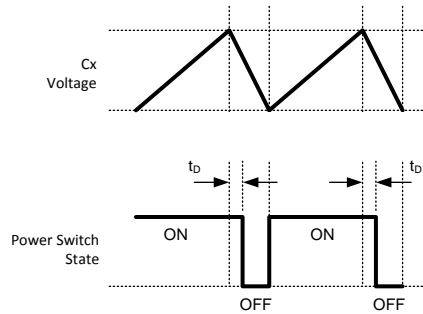 Cx
Voltage
tD tD
Power Switch
State
ON ON
OFF OFF